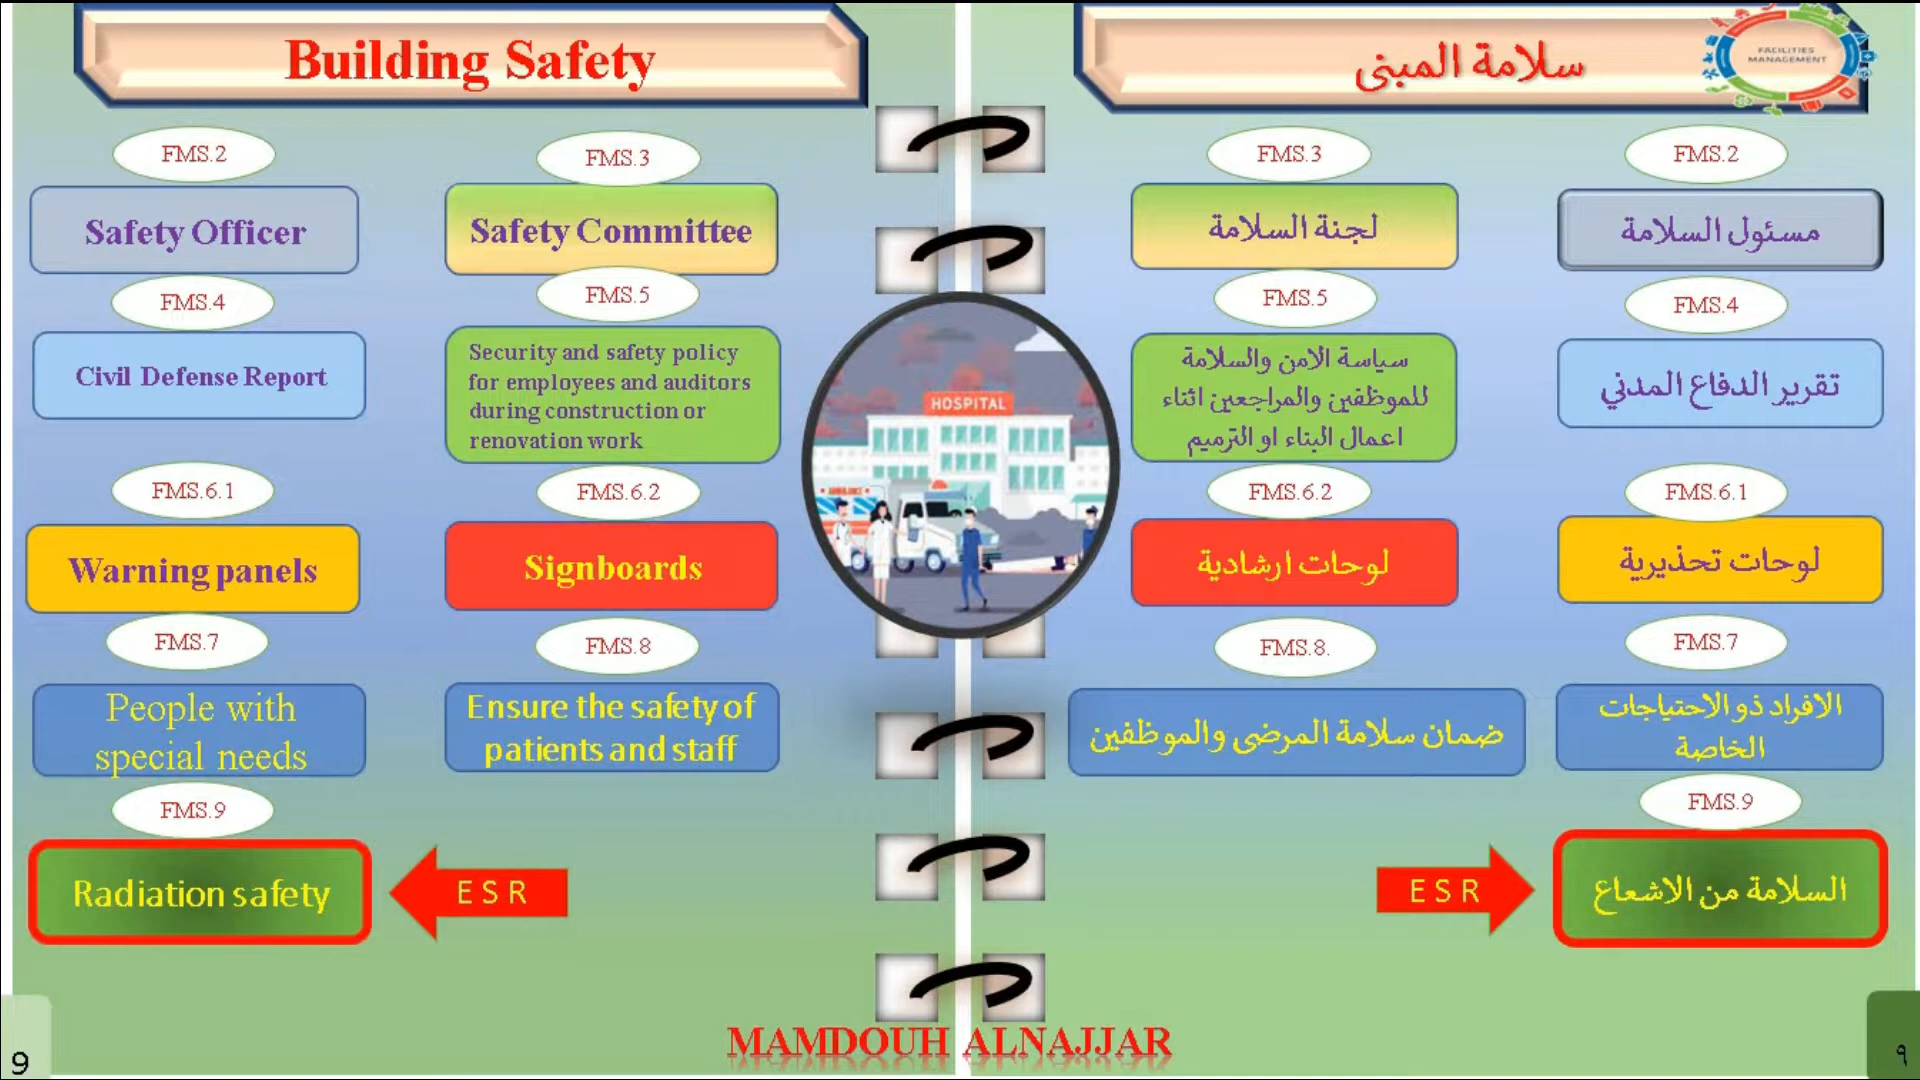 Building Safety
FMS.2
FMS.3
Safety Officer
Safety Committee
FMS.4
FMS.5
Civil Defense Report
Security and safety policy
for employees and auditors
during construction or
renovation work
FMS.6.1
FMS.6.2
Warning panels
Signboards
FMS.7
FMS.8
People with
special needs
Ensure the safety of
patients and staff
FMS.9
Radiation safety
E S R
9
HOSPITAL
AMBULANCE
سلامة المبنى
FACILITIES
MANAGEMENT
FMS.2
FMS.3
مسئول السلامة
لجنة السلامة
FMS.4
FMS.5
تقرير الدفاع المدني
سياسة الامن والسلامة
للموظفين والمراجعين اثناء
اعمال البناء او الترميم
FMS.6.1
FMS.6.2
لوحات تحذيرية
لوحات ارشادية
FMS.7
FMS.8.
الافراد ذو الاحتياجات
الخاصة
ضمان سلامة المرضى والموظفين
FMS.9
السلامة من الاشعاع
E S R
MAMDOUH ALNAJJAR
٩